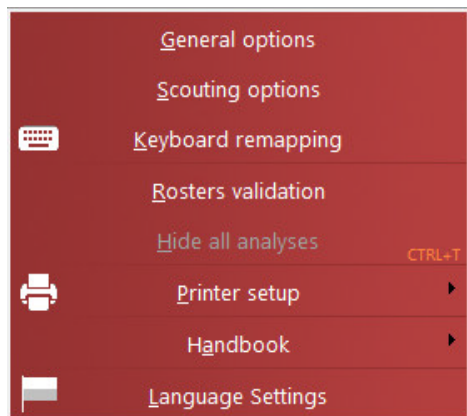 General options
Scouting options
Keyboard remapping
Rosters validation
Hide all analyses
CTRL+T
Printer setup
Handbook
Language Settings